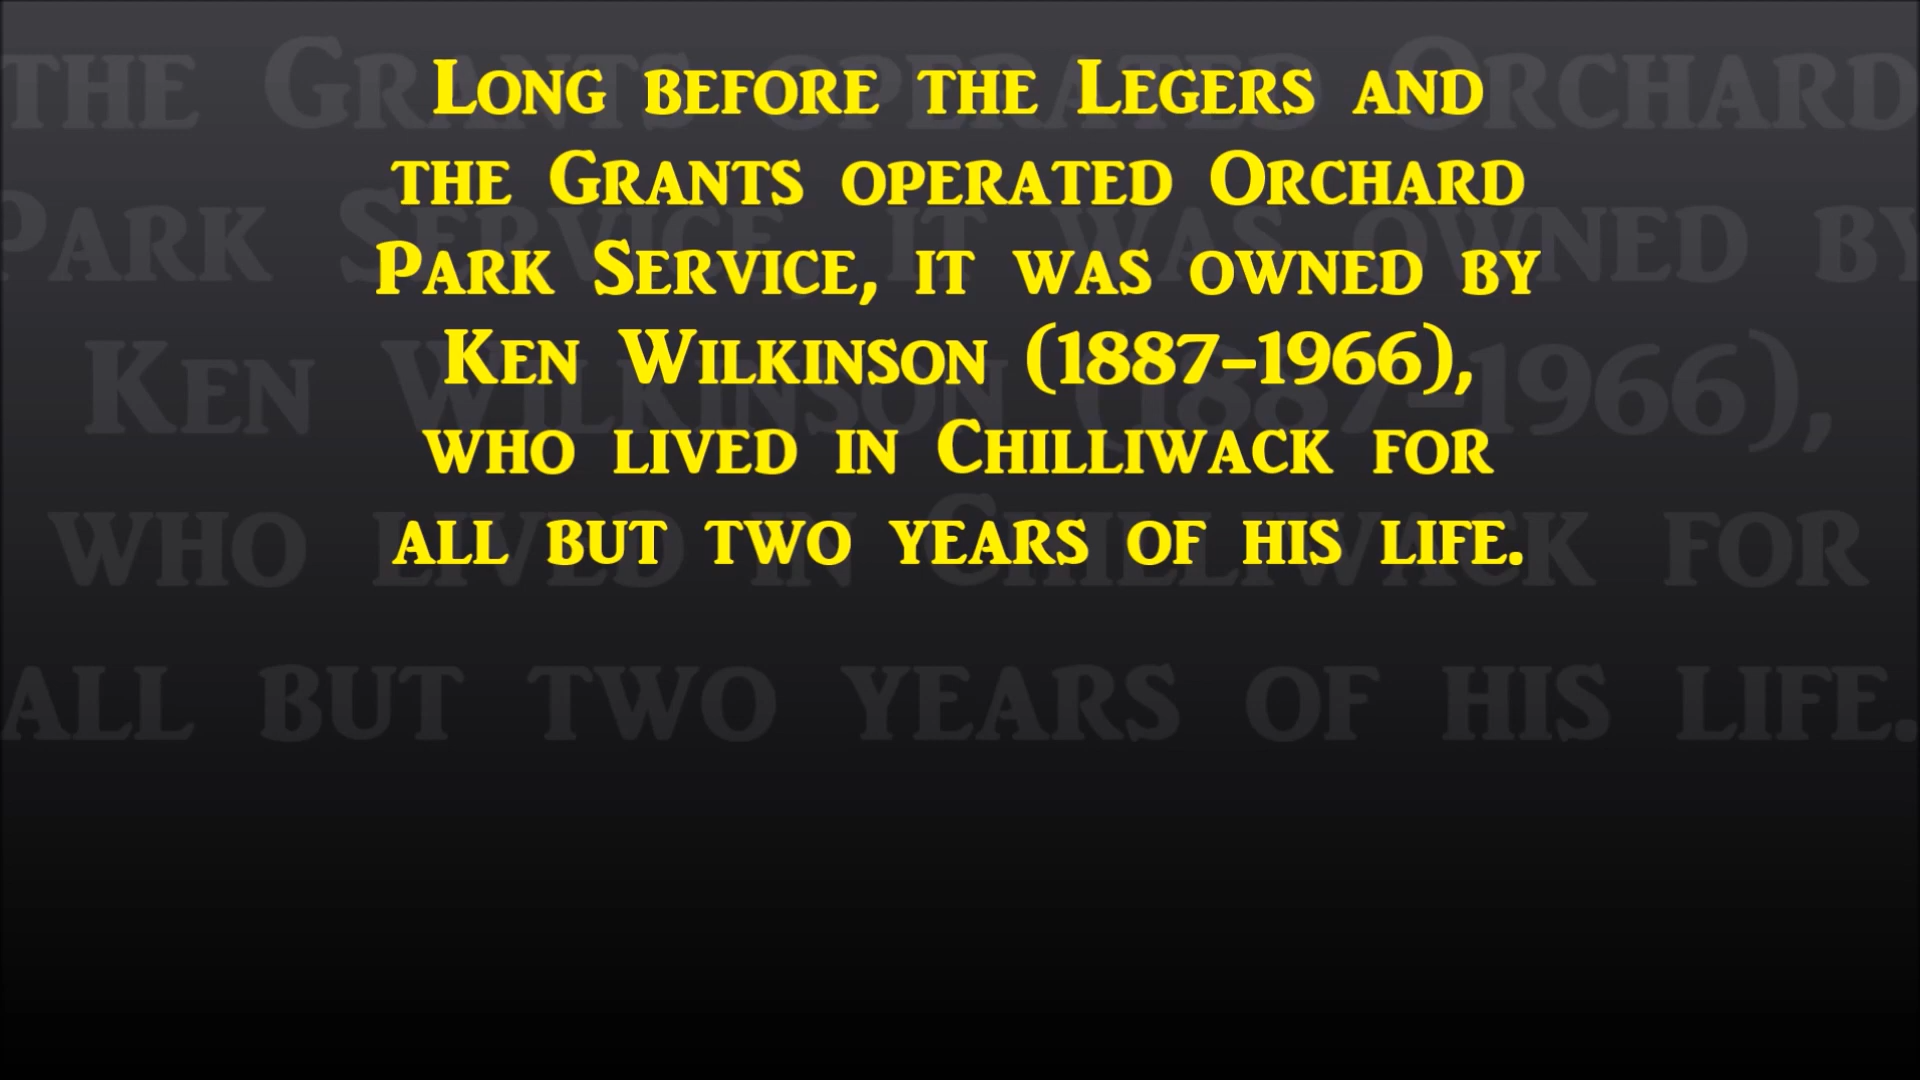 Long before the Legers and
the Grants operated Orchard
Park Service, it was owned by
Ken Wilkinson (1887-1966),
who lived in Chilliwack for
all but two years of his life.